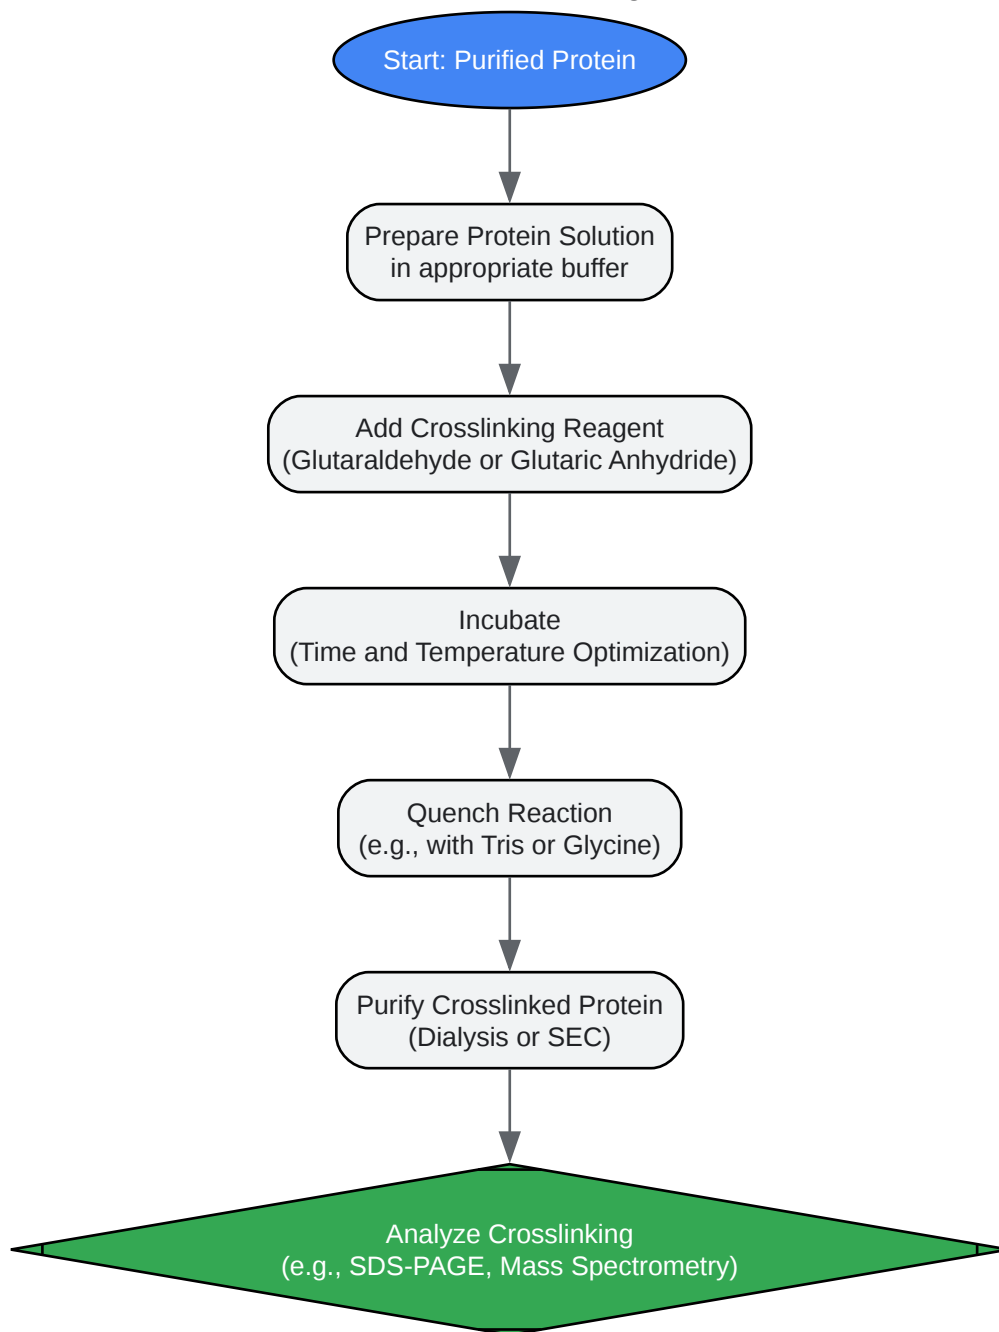 Start: Purified Protein
Prepare Protein Solution
in appropriate buffer
Add Crosslinking Reagent
(Glutaraldehyde or Glutaric Anhydride)
Incubate
(Time and Temperature Optimization)
Quench Reaction
(e.g., with Tris or Glycine)
Purify Crosslinked Protein
(Dialysis or SEC)
Analyze Crosslinking
(e.g., SDS-PAGE, Mass Spectrometry)